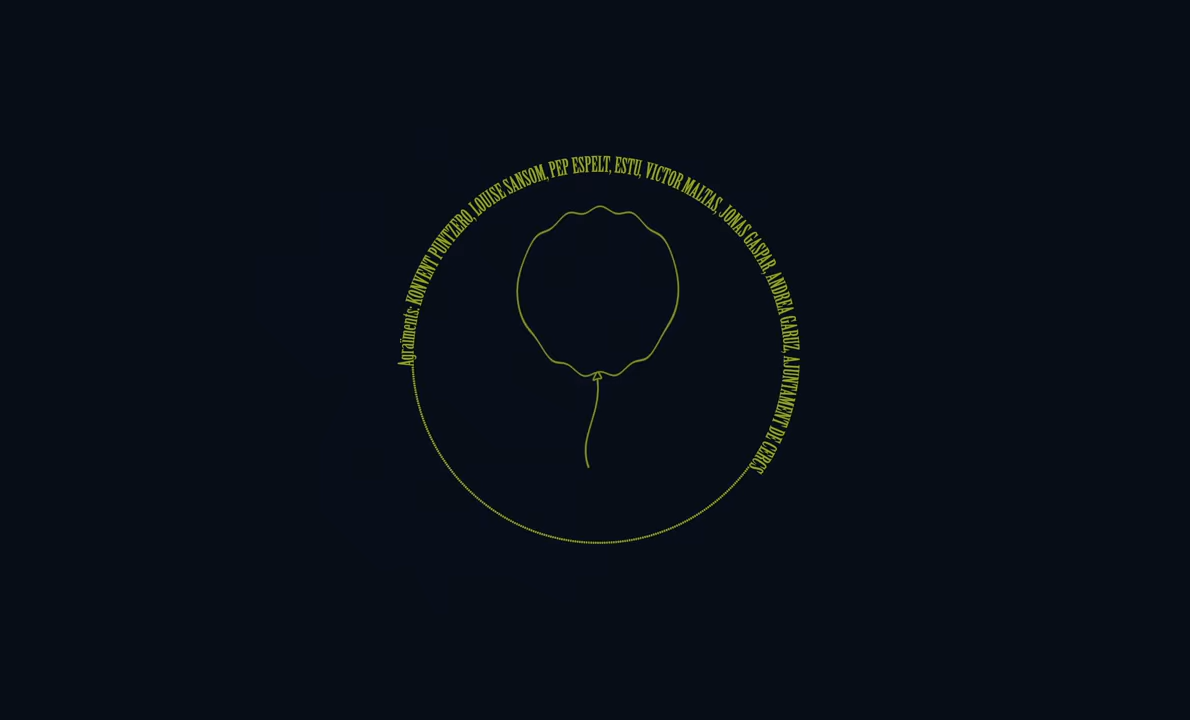 Agraïments: KONVENT PUNTZERO, LOUISE SANSOM, PEP ESPELT, ESTU, VICTOR MALTAS, JONAS GASPAR, ANDREA GARUZ, AJUNTAMENT DE CERCS